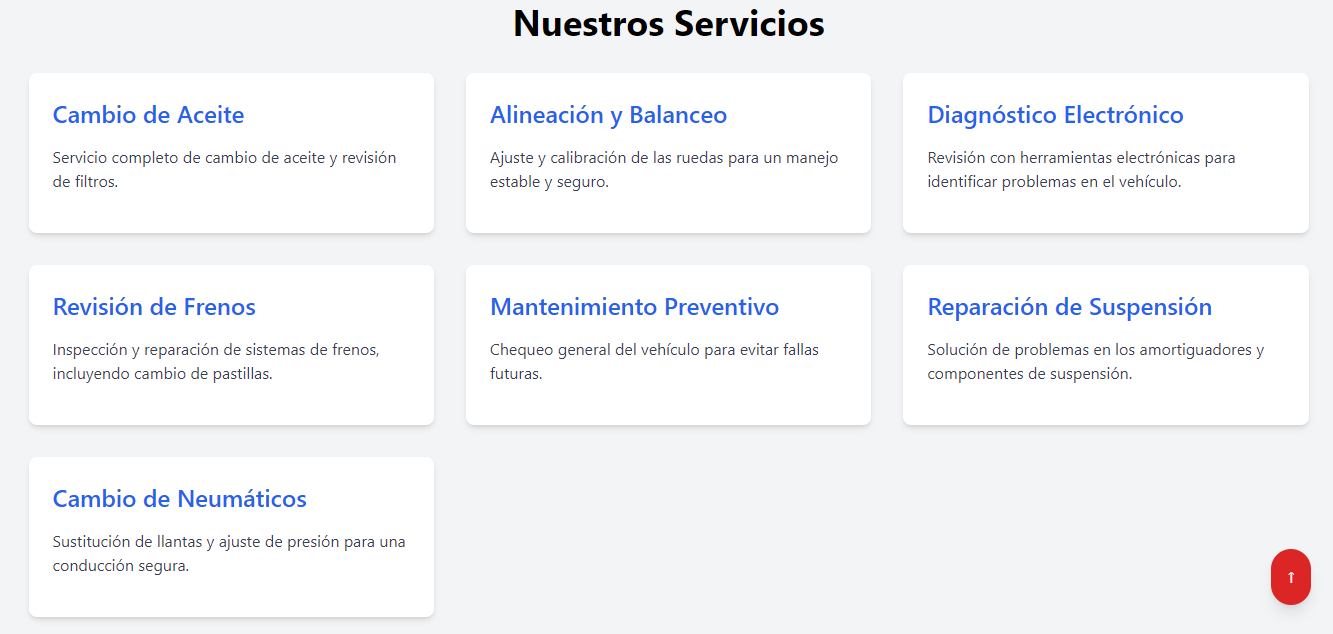 Nuestros Servicios
Cambio de Aceite
Servicio completo de cambio de aceite y revisión
de filtros.
Alineación y Balanceo
Ajuste y calibración de las ruedas para un manejo
estable y seguro.
Diagnóstico Electrónico
Revisión con herramientas electrónicas para
identificar problemas en el vehículo.
Revisión de Frenos
Inspección y reparación de sistemas de frenos,
incluyendo cambio de pastillas.
Mantenimiento Preventivo
Chequeo general del vehículo para evitar fallas
futuras.
Reparación de Suspensión
Solución de problemas en los amortiguadores y
componentes de suspensión.
Cambio de Neumáticos
Sustitución de llantas y ajuste de presión para una
conducción segura.
↑